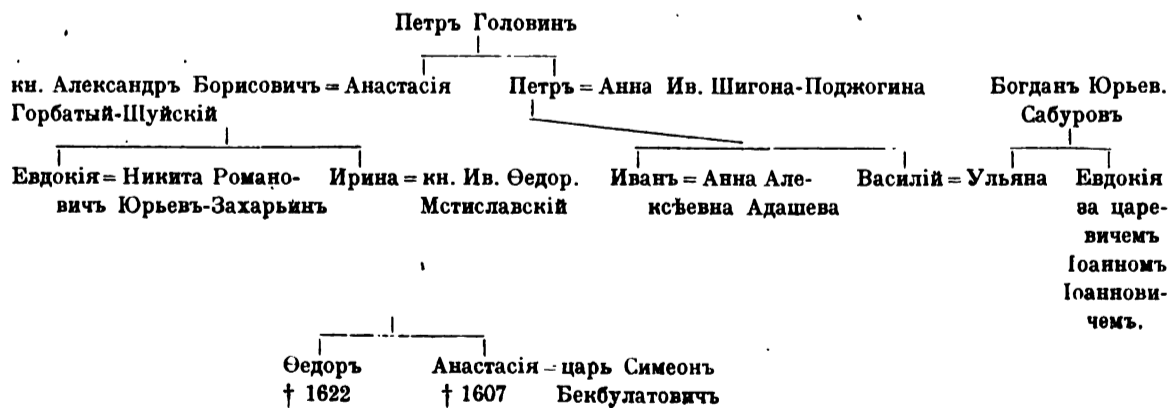 Петръ Головинъ
кн. Александръ Борисовичъ = Анастасія Петръ = Анна Ив. Шигона-Поджогина Богданъ Юрьев.
Горбатый-Шуйскій Сабуровъ
Евдокія = Никита Романо- Ирина = кн. Ив. Ѳедор. Иванъ = Анна Але- Василій = Ульяна Евдокія
вичъ Юрьевъ-Захарьинъ Мстиславскій ксѣевна Адашева за царе-
вичемъ
Іоанномъ
Іоаннови-
чемъ.
Ѳедоръ Анастасія – царь Симеонъ
† 1622 † 1607 Бекбулатовичъ